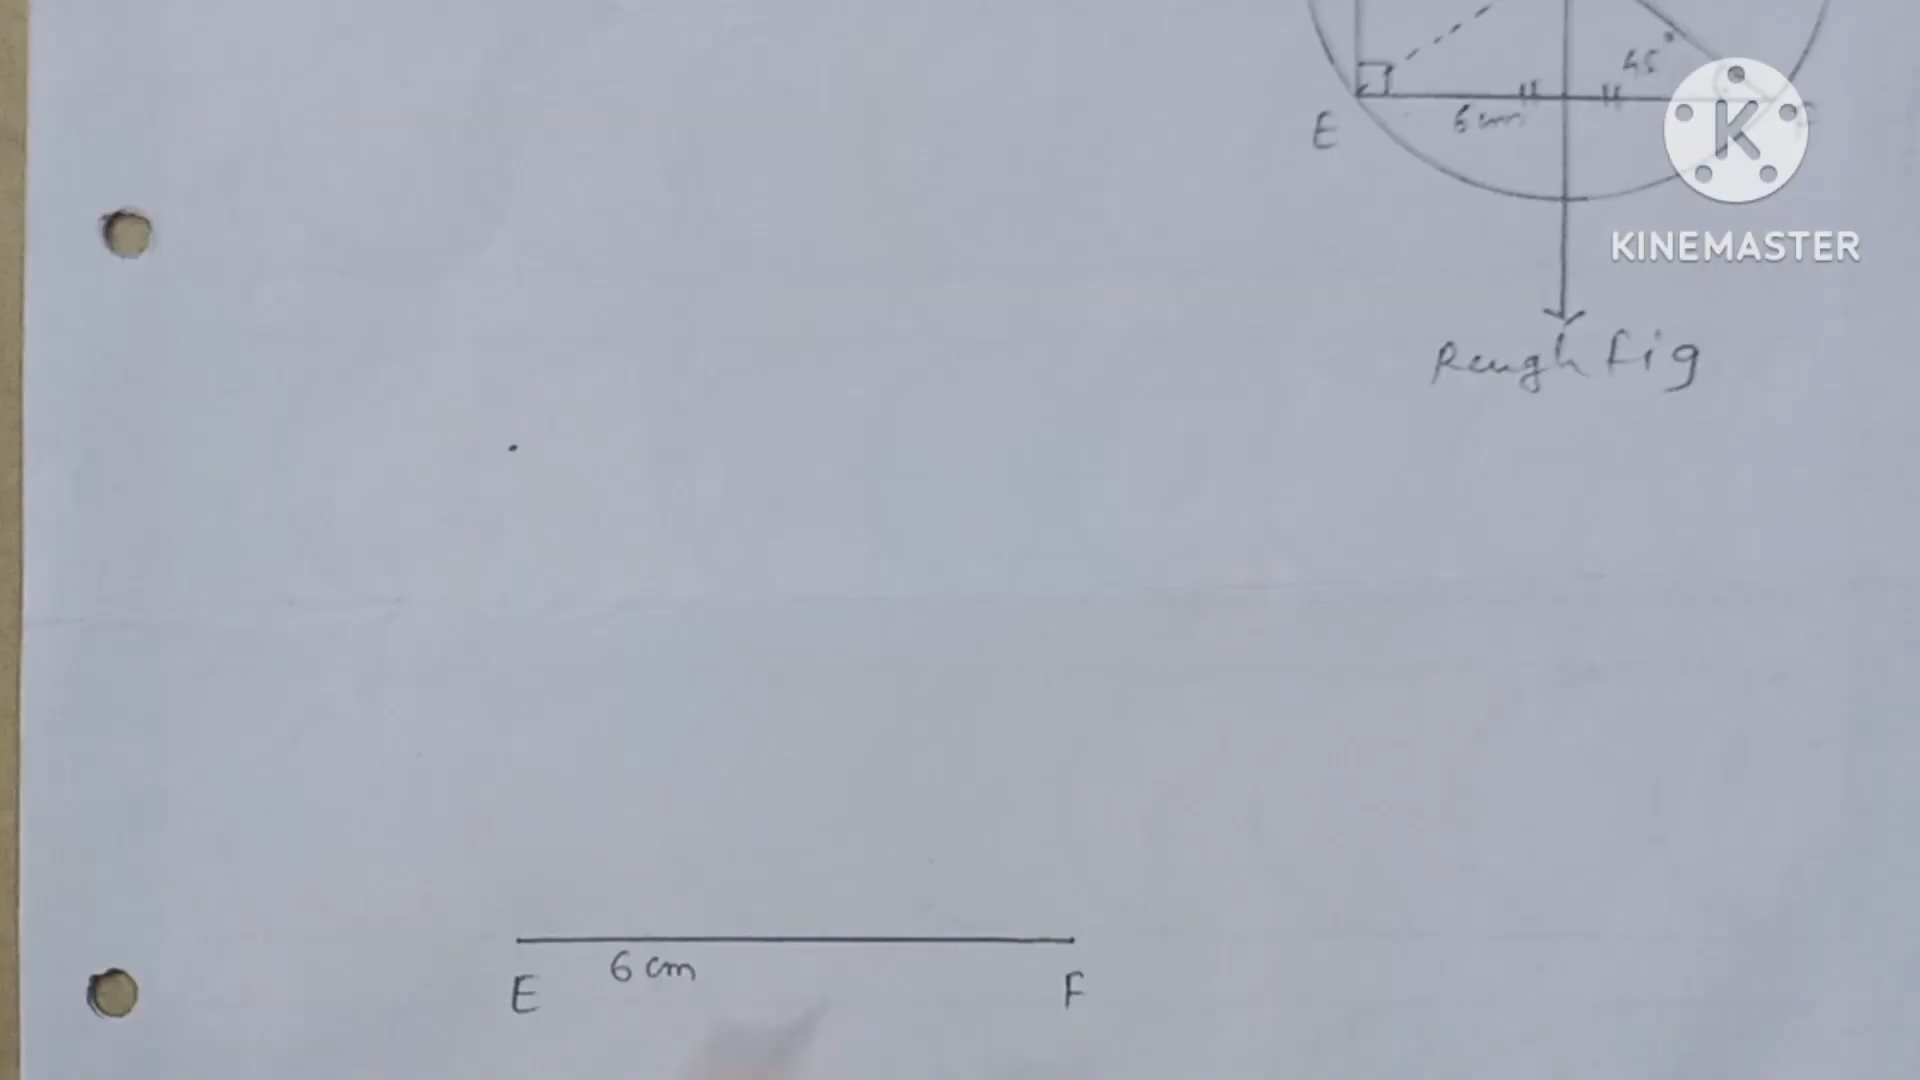 45°
E
6 cm
K
KINEMASTER
Rough fig
6 cm
E F